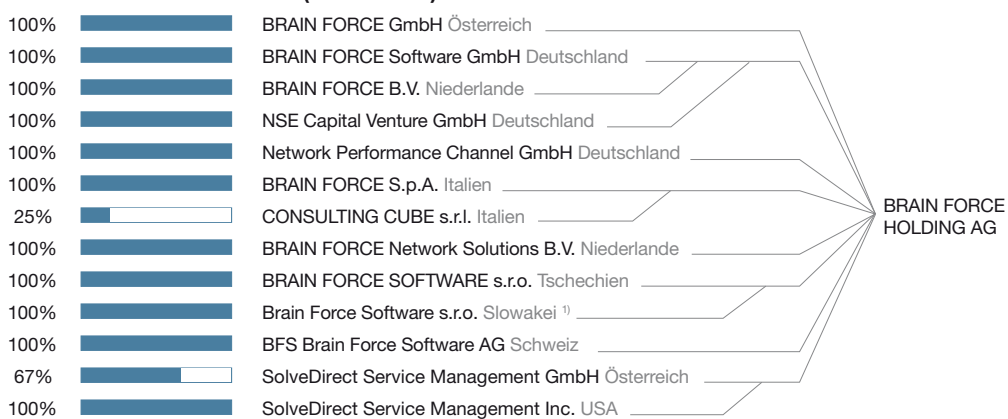 100% BRAIN FORCE GmbH Österreich
100% BRAIN FORCE Software GmbH Deutschland
100% BRAIN FORCE B.V. Niederlande
100% NSE Capital Venture GmbH Deutschland
100% Network Performance Channel GmbH Deutschland
100% BRAIN FORCE S.p.A. Italien
25% CONSULTING CUBE s.r.l. Italien
BRAIN FORCE
HOLDING AG
100% BRAIN FORCE Network Solutions B.V. Niederlande
100% BRAIN FORCE SOFTWARE s.r.o. Tschechien
100% Brain Force Software s.r.o. Slowakei 1)
100% BFS Brain Force Software AG Schweiz
67% SolveDirect Service Management GmbH Österreich
100% SolveDirect Service Management Inc. USA